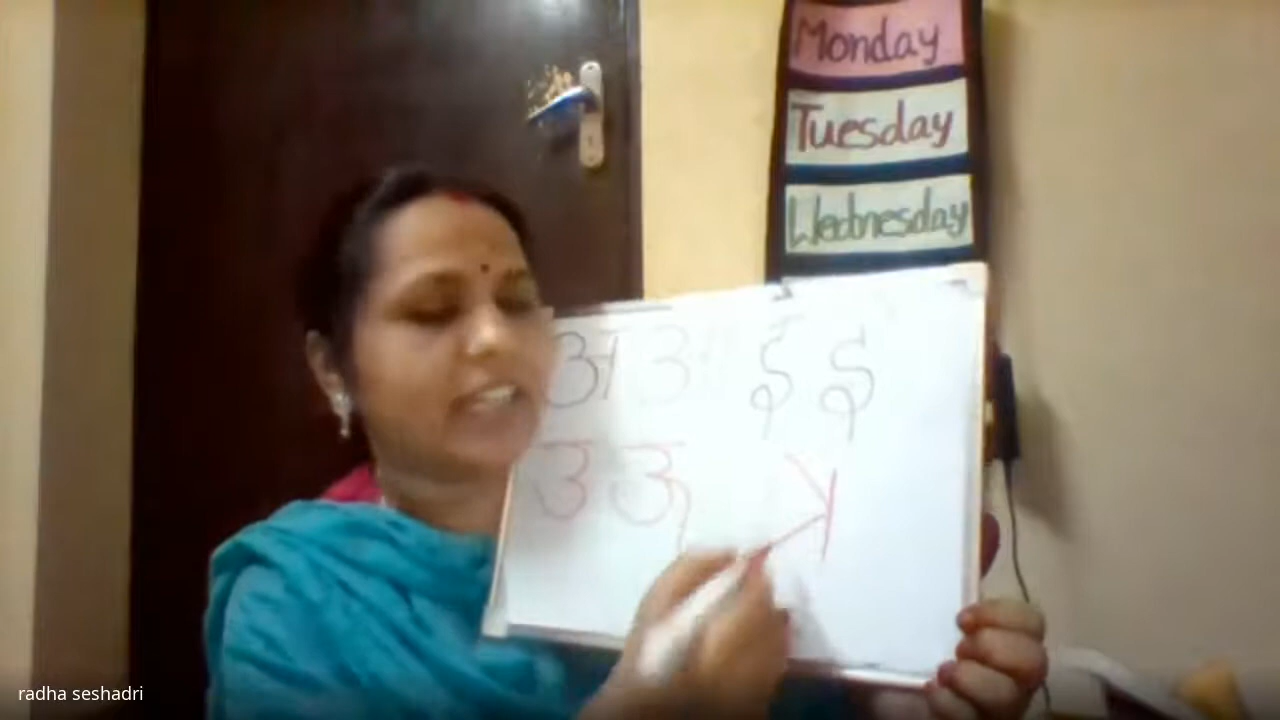 Monday
Tuesday
Wednesday
अ आ इ ई
उ ऊ
radha seshadri